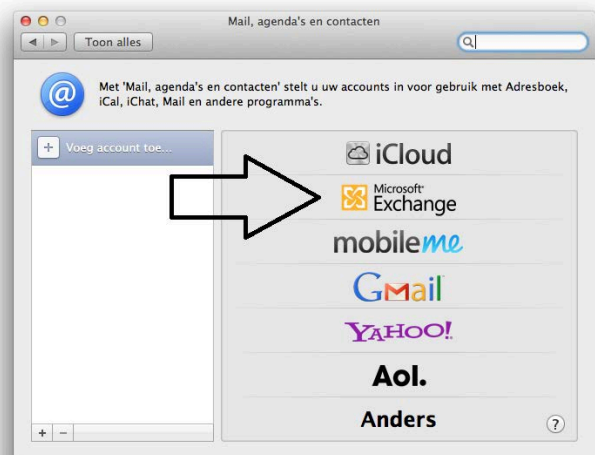 Mail, agenda's en contacten
Toon alles
Met 'Mail, agenda's en contacten' stelt u uw accounts in voor gebruik met Adresboek,
iCal, iChat, Mail en andere programma's.
+ Voeg account toe...
iCloud
Microsoft
Exchange
mobileme
Gmail
YAHOO!
Aol.
Anders
?
+ −